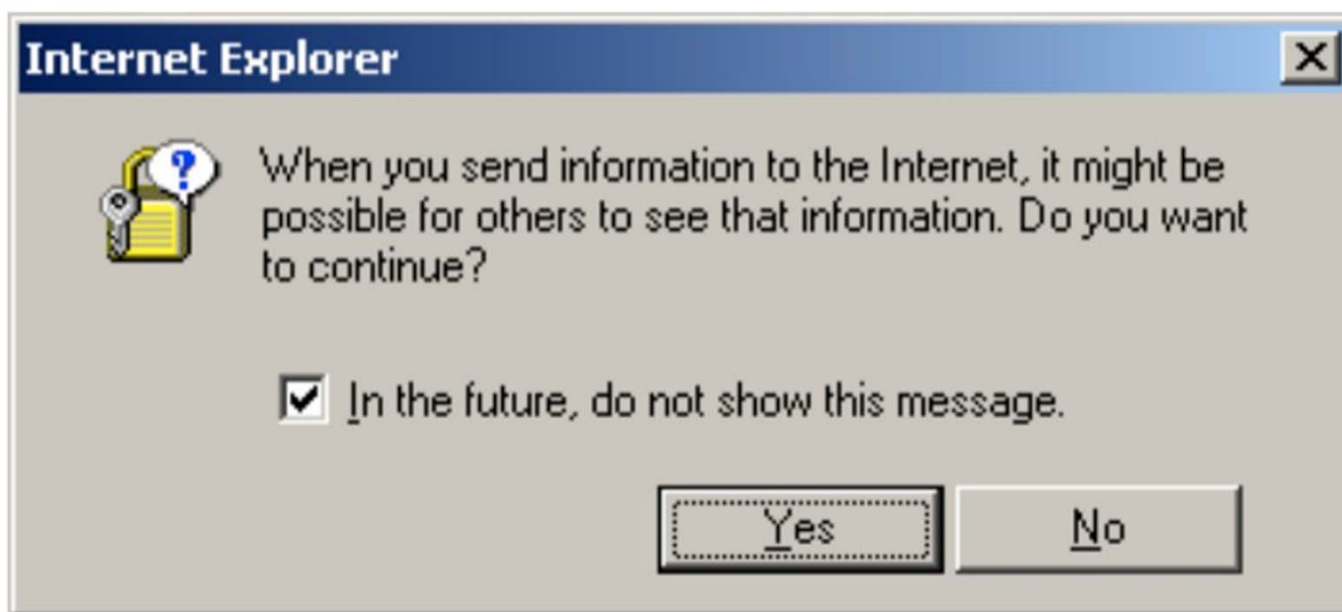 Internet Explorer
?
When you send information to the Internet, it might be
possible for others to see that information. Do you want
to continue?
In the future, do not show this message.
Yes No